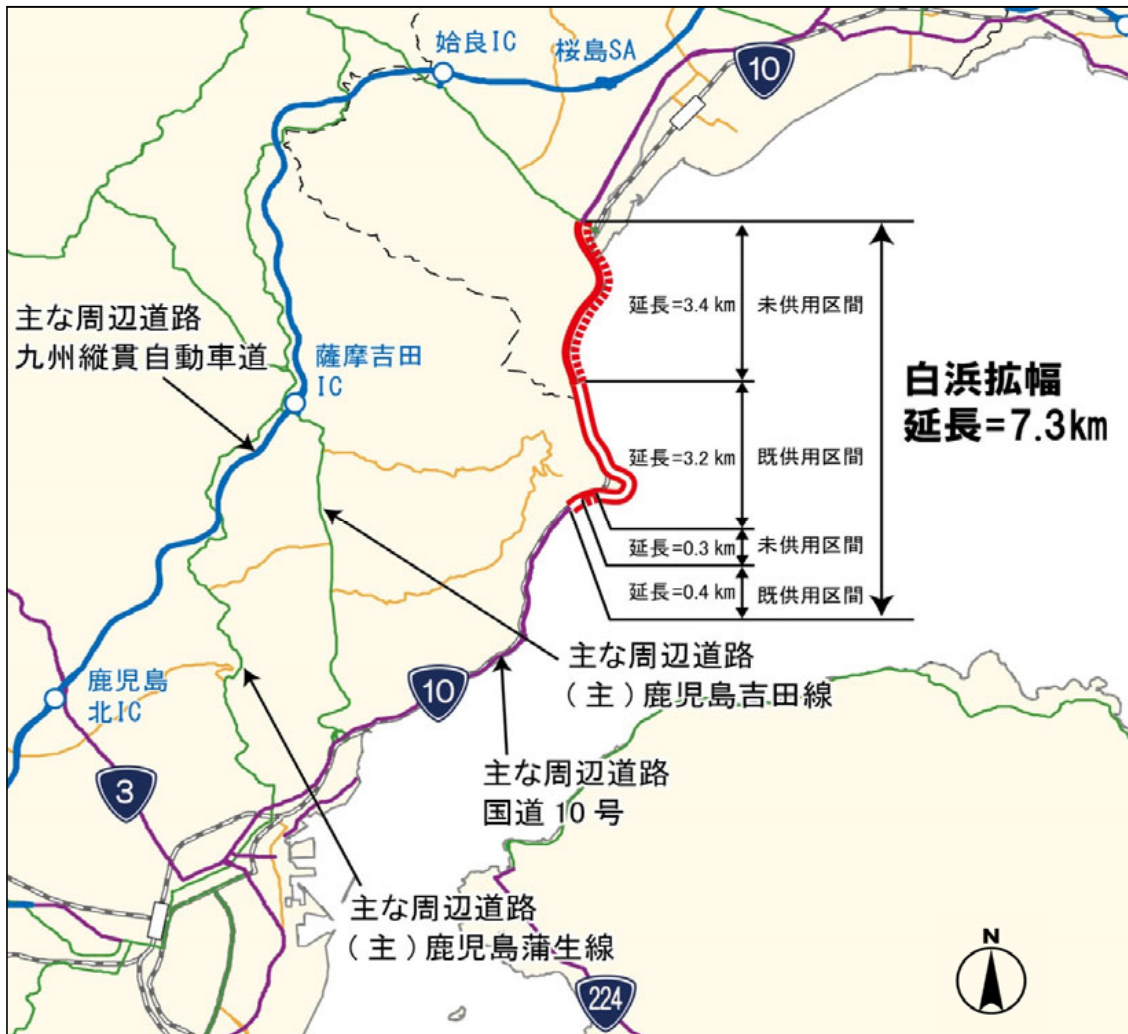 姶良IC
桜島SA
10
主な周辺道路
九州縦貫自動車道
薩摩吉田
IC
延長=3.4 km
未供用区間
白浜拡幅
延長=7.3km
延長=3.2 km
既供用区間
延長=0.3 km
未供用区間
延長=0.4 km
既供用区間
主な周辺道路
(主)鹿児島吉田線
鹿児島
北IC
10
主な周辺道路
国道 10 号
3
主な周辺道路
(主)鹿児島蒲生線
224
N